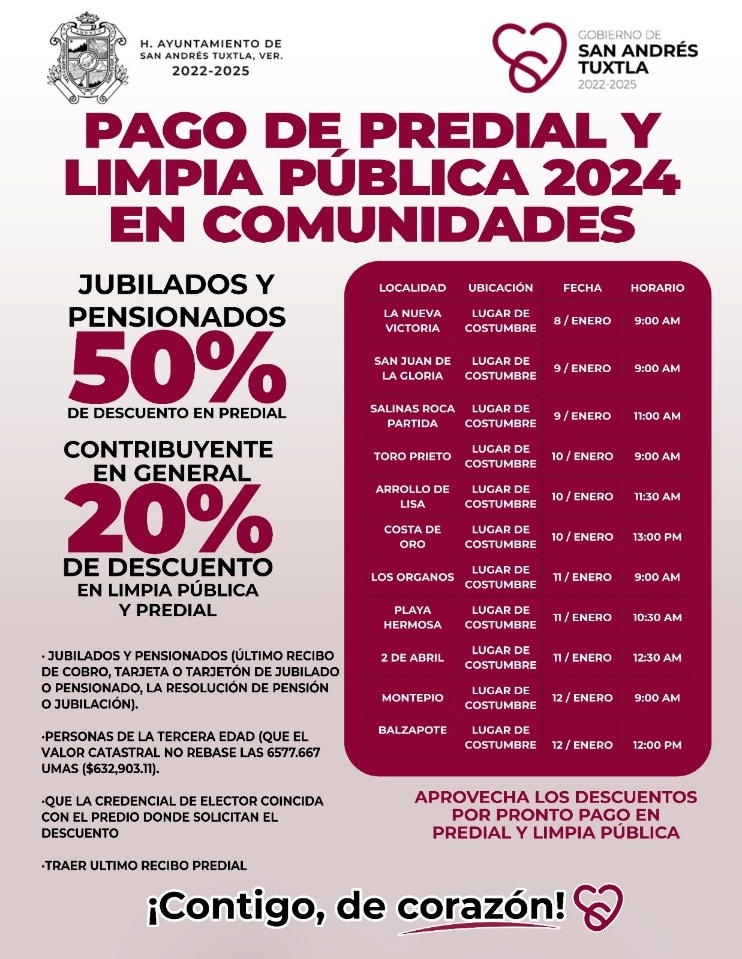 H. AYUNTAMIENTO DE
SAN ANDRÉS TUXTLA, VER.
2022-2025
GOBIERNO DE
SAN ANDRÉS
TUXTLA
2022-2025
PAGO DE PREDIAL Y
LIMPIA PÚBLICA 2024
EN COMUNIDADES
JUBILADOS Y
PENSIONADOS
50%
DE DESCUENTO EN PREDIAL
CONTRIBUYENTE
EN GENERAL
20%
DE DESCUENTO
EN LIMPIA PÚBLICA
Y PREDIAL
· JUBILADOS Y PENSIONADOS (ÚLTIMO RECIBO
DE COBRO, TARJETA O TARJETÓN DE JUBILADO
O PENSIONADO, LA RESOLUCIÓN DE PENSIÓN
O JUBILACIÓN).
·PERSONAS DE LA TERCERA EDAD (QUE EL
VALOR CATASTRAL NO REBASE LAS 6577.667
UMAS ($632,903.11).
·QUE LA CREDENCIAL DE ELECTOR COINCIDA
CON EL PREDIO DONDE SOLICITAN EL
DESCUENTO
·TRAER ULTIMO RECIBO PREDIAL
LOCALIDAD UBICACIÓN FECHA HORARIO
LA NUEVA LUGAR DE
VICTORIA COSTUMBRE 8 / ENERO 9:00 AM
SAN JUAN DE LUGAR DE
LA GLORIA COSTUMBRE 9 / ENERO 9:00 AM
SALINAS ROCA LUGAR DE
PARTIDA COSTUMBRE 9 / ENERO 11:00 AM
TORO PRIETO LUGAR DE
COSTUMBRE 10 / ENERO 9:00 AM
ARROLLO DE LUGAR DE
LISA COSTUMBRE 10 / ENERO 11:30 AM
COSTA DE LUGAR DE
ORO COSTUMBRE 10 / ENERO 13:00 PM
LOS ORGANOS LUGAR DE
COSTUMBRE 11 / ENERO 9:00 AM
PLAYA LUGAR DE
HERMOSA COSTUMBRE 11 / ENERO 10:30 AM
2 DE ABRIL LUGAR DE
COSTUMBRE 11 / ENERO 12:30 AM
MONTEPIO LUGAR DE
COSTUMBRE 12 / ENERO 9:00 AM
BALZAPOTE LUGAR DE
COSTUMBRE 12 / ENERO 12:00 PM
APROVECHA LOS DESCUENTOS
POR PRONTO PAGO EN
PREDIAL Y LIMPIA PÚBLICA
¡Contigo, de corazón!